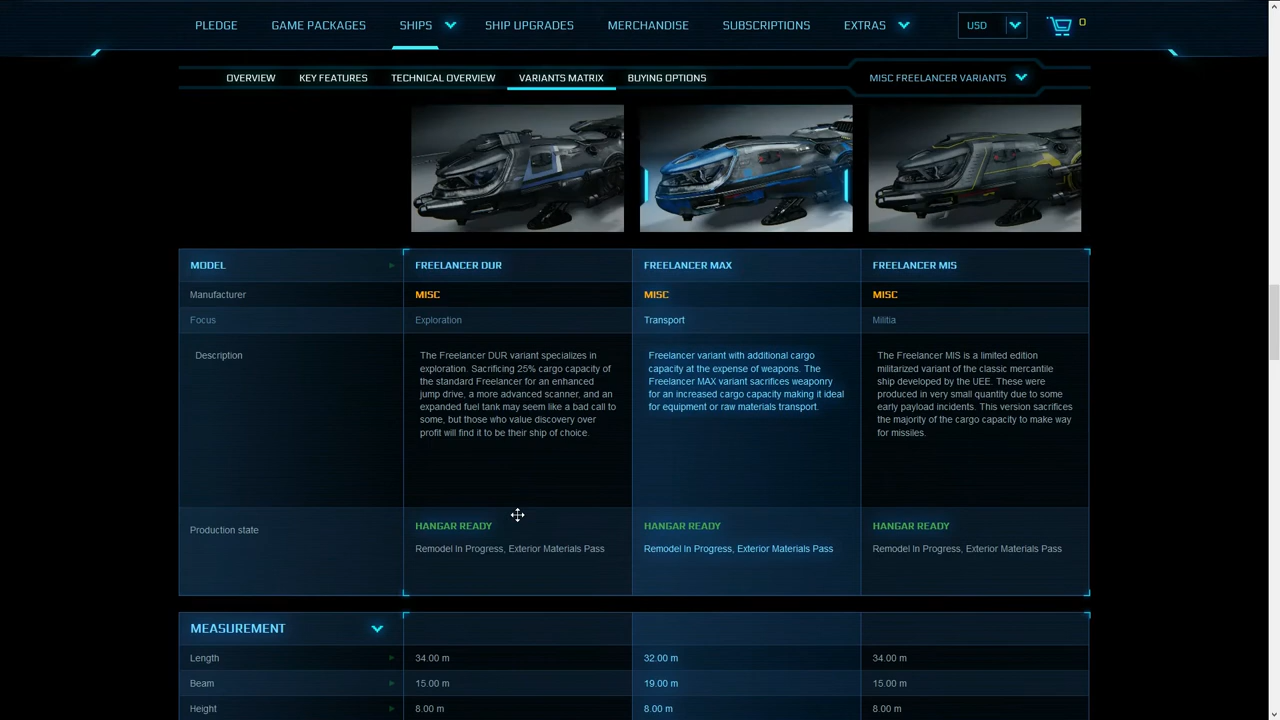 PLEDGE GAME PACKAGES SHIPS SHIP UPGRADES MERCHANDISE SUBSCRIPTIONS EXTRAS USD 0
OVERVIEW KEY FEATURES TECHNICAL OVERVIEW VARIANTS MATRIX BUYING OPTIONS MISC FREELANCER VARIANTS
MODEL FREELANCER DUR FREELANCER MAX FREELANCER MIS
Manufacturer MISC MISC MISC
Focus Exploration Transport Militia
Description
The Freelancer DUR variant specializes in
exploration. Sacrificing 25% cargo capacity of
the standard Freelancer for an enhanced
jump drive, a more advanced scanner, and an
expanded fuel tank may seem like a bad call to
some, but those who value discovery over
profit will find it to be their ship of choice.
Freelancer variant with additional cargo
capacity at the expense of weapons. The
Freelancer MAX variant sacrifices weaponry
for an increased cargo capacity making it ideal
for equipment or raw materials transport.
The Freelancer MIS is a limited edition
militarized variant of the classic mercantile
ship developed by the UEE. These were
produced in very small quantity due to some
early payload incidents. This version sacrifices
the majority of the cargo capacity to make way
for missiles.
Production state HANGAR READY HANGAR READY HANGAR READY
Remodel In Progress, Exterior Materials Pass Remodel In Progress, Exterior Materials Pass Remodel In Progress, Exterior Materials Pass
MEASUREMENT
Length 34.00 m 32.00 m 34.00 m
Beam 15.00 m 19.00 m 15.00 m
Height 8.00 m 8.00 m 8.00 m